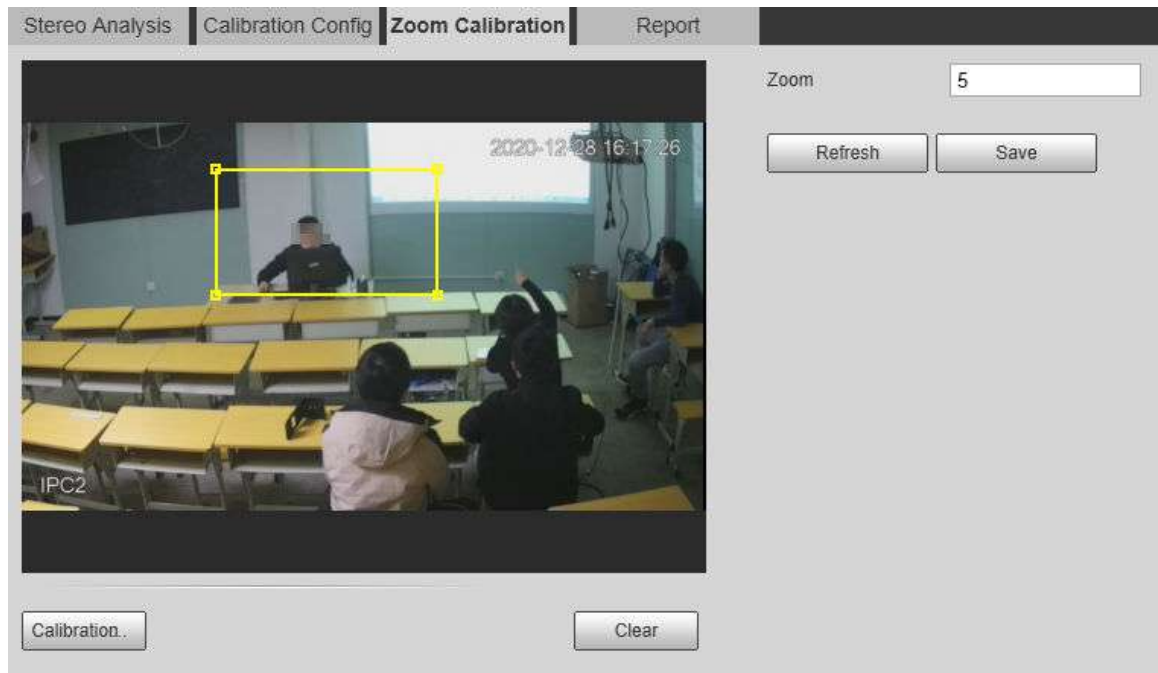 Stereo Analysis Calibration Config Zoom Calibration Report
Zoom 5
2020-12-28 16:17:26
Refresh Save
IPC2
Calibration..
Clear